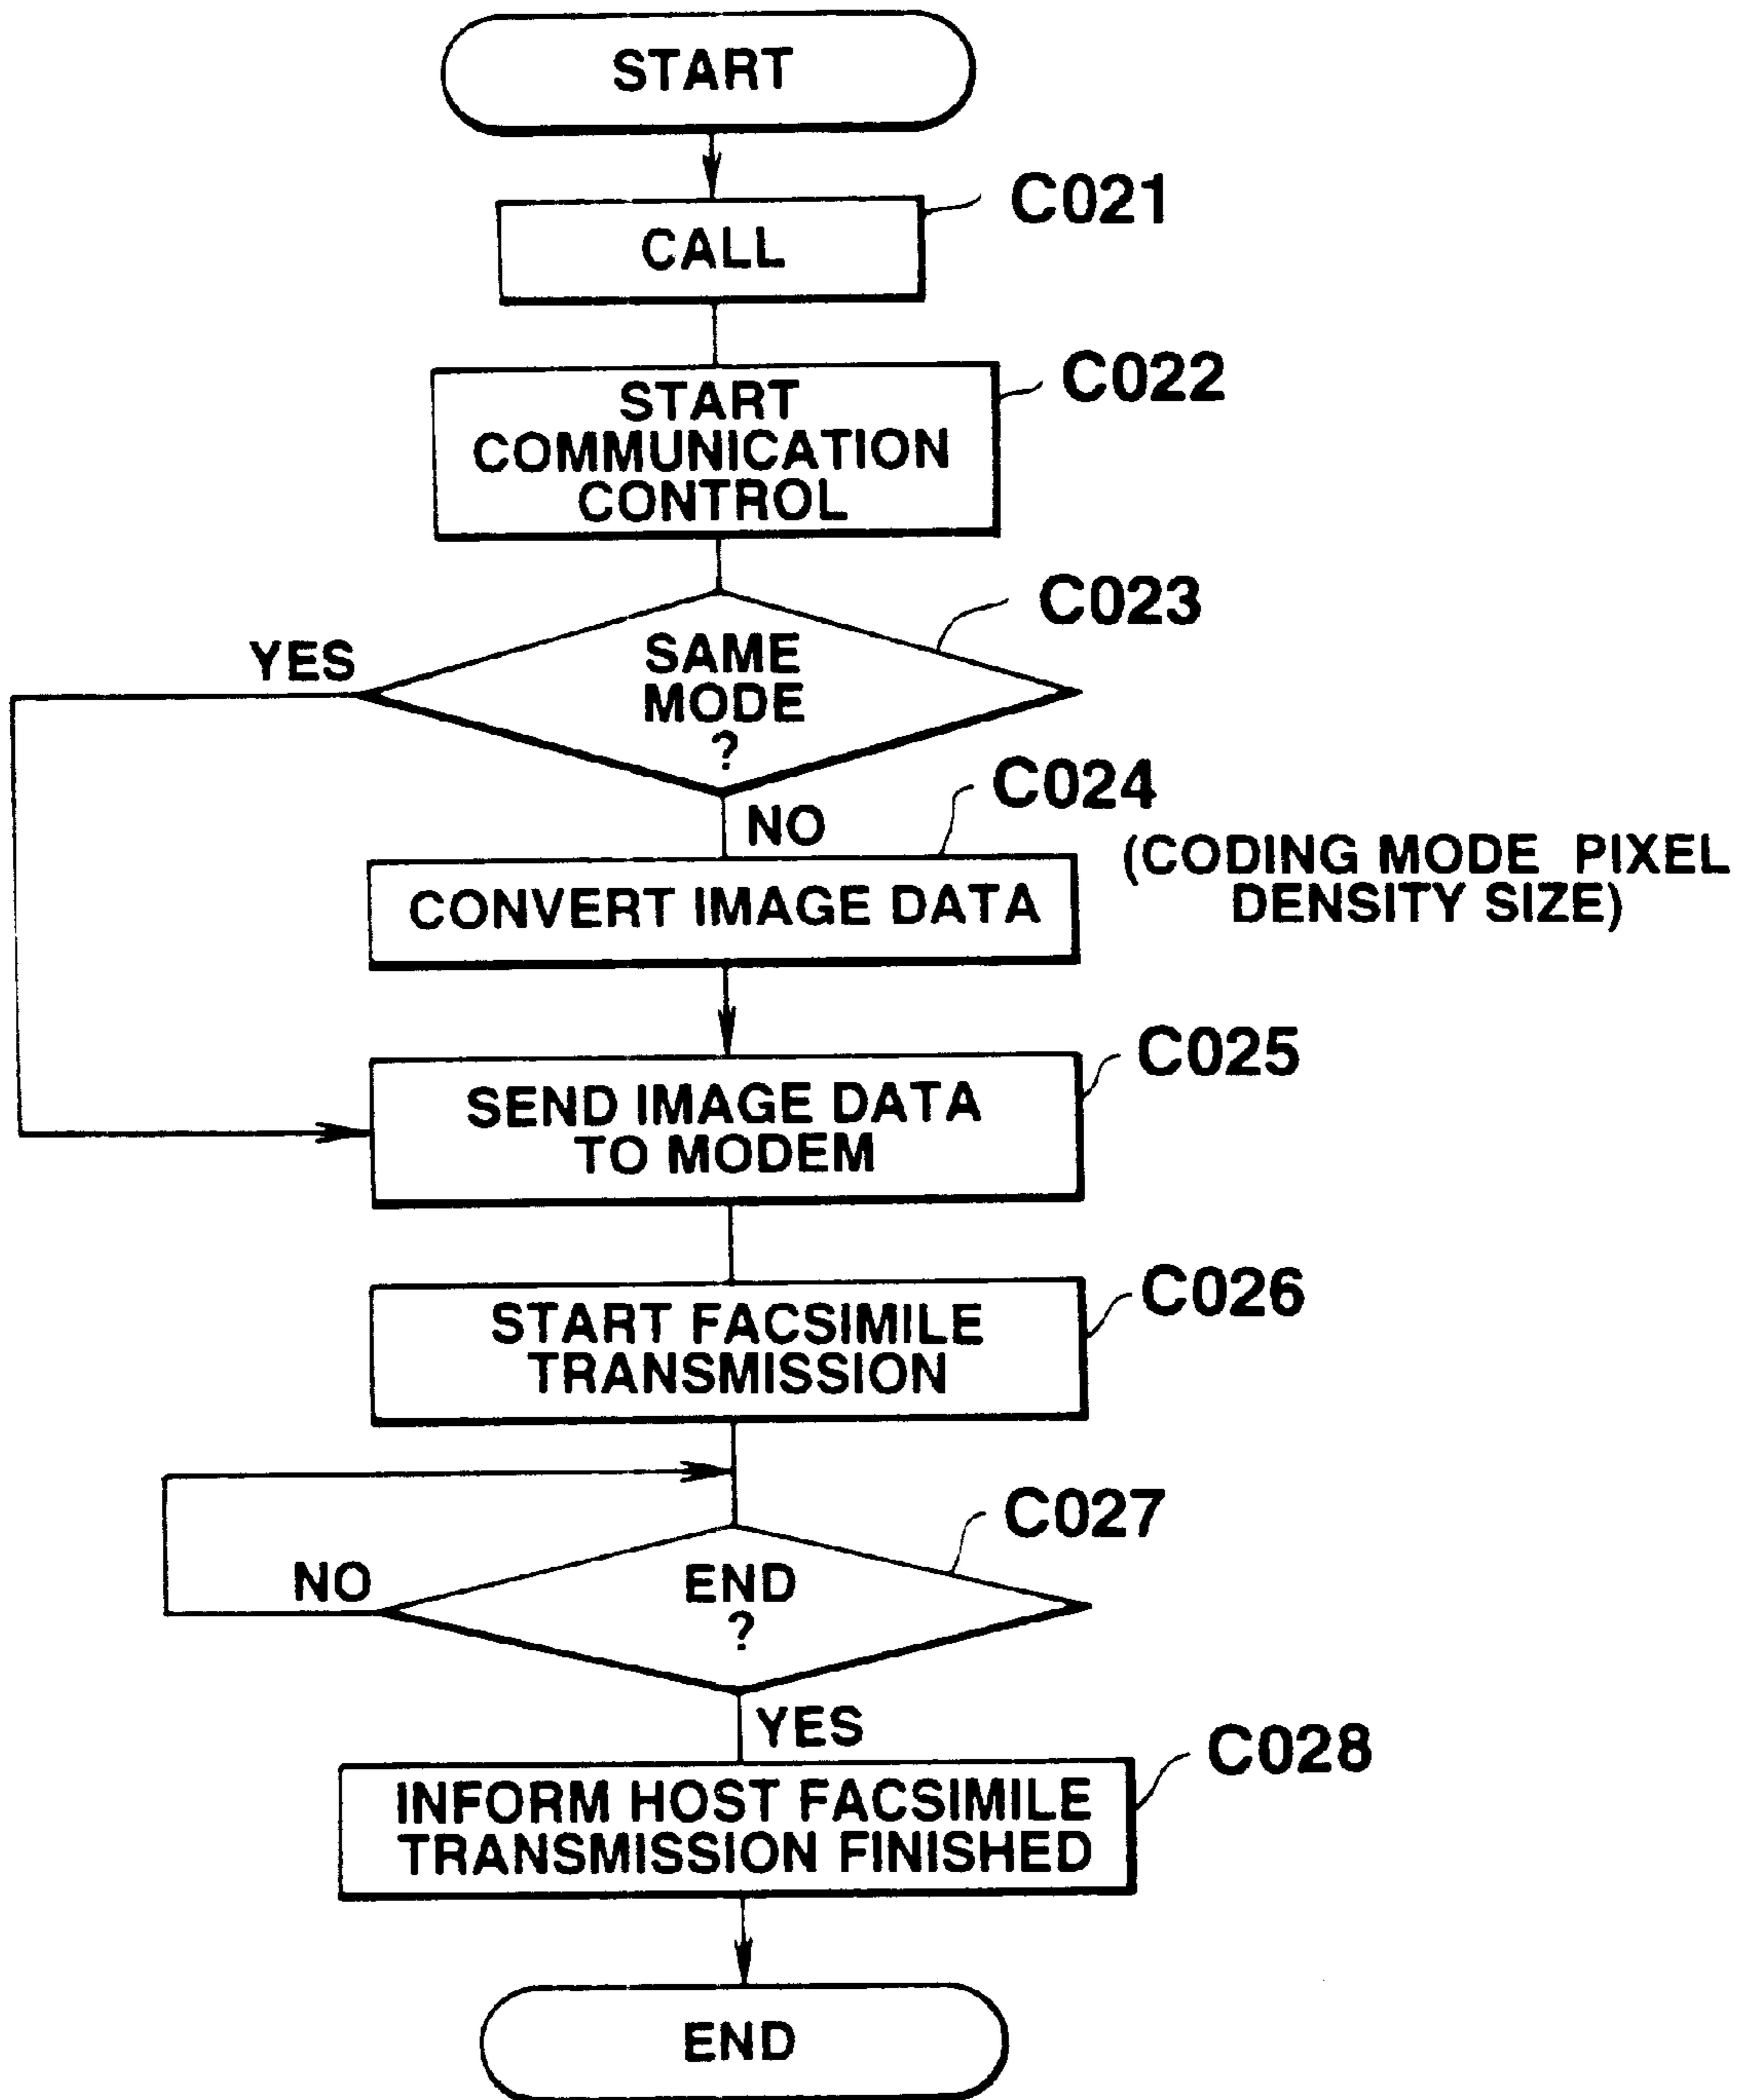 START
CALL
C021
START
COMMUNICATION
CONTROL
C022
C023
YES
SAME
MODE
?
NO
C024
(CODING MODE PIXEL
DENSITY SIZE)
CONVERT IMAGE DATA
C025
SEND IMAGE DATA
TO MODEM
C026
START FACSIMILE
TRANSMISSION
C027
NO
END
?
YES
C028
INFORM HOST FACSIMILE
TRANSMISSION FINISHED
END